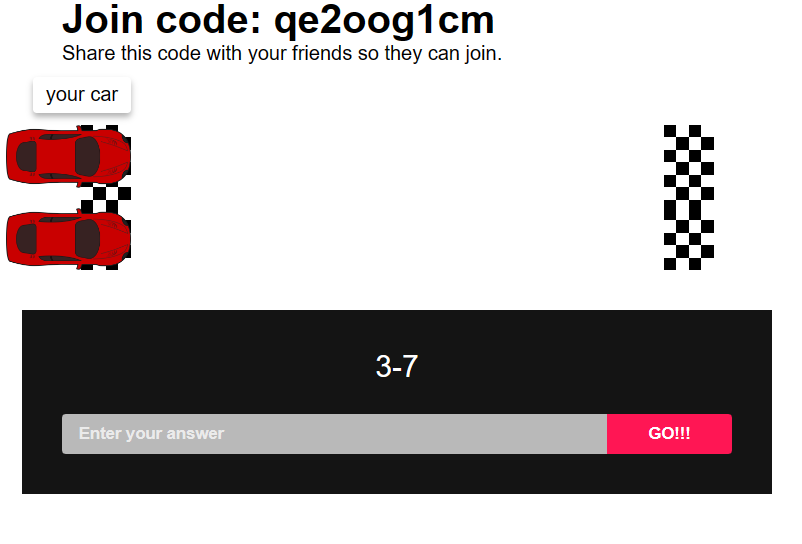 Join code: qe2oog1cm
Share this code with your friends so they can join.
your car
3-7
Enter your answer
GO!!!